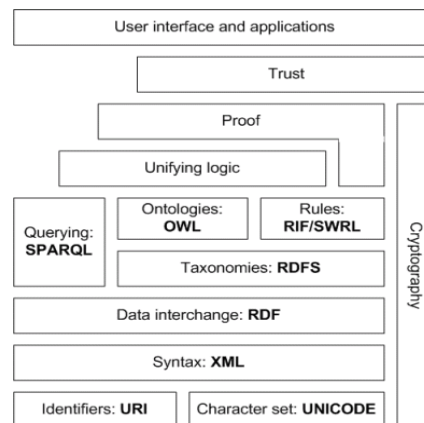 User interface and applications
Trust
Proof
Unifying logic
Querying:
SPARQL
Ontologies:
OWL
Rules:
RIF/SWRL
Taxonomies: RDFS
Cryptography
Data interchange: RDF
Syntax: XML
Identifiers: URI
Character set: UNICODE